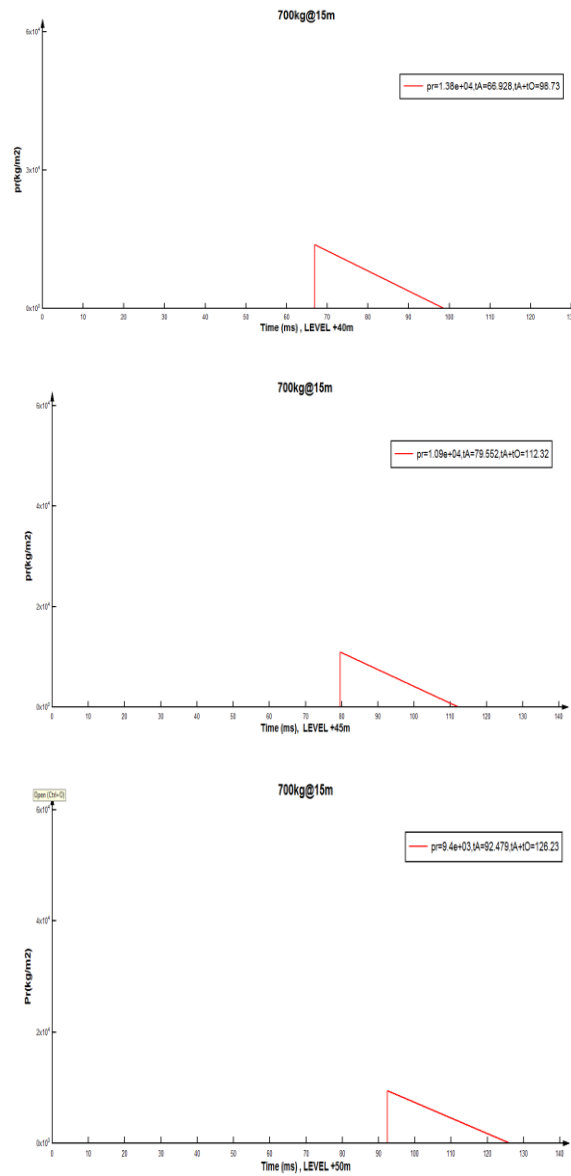 700kg@15m
6x10⁴
pr=1.38e+04,tA=66.928,tA+tO=98.73
pr(kg/m2)
3x10⁴
0x10⁰
0 10 20 30 40 50 60 70 80 90 100 110 120 130
Time (ms) , LEVEL +40m
700kg@15m
6x10⁴
pr=1.09e+04,tA=79.552,tA+tO=112.32
4x10⁴
pr(kg/m2)
2x10⁴
0x10⁰
0 10 20 30 40 50 60 70 80 90 100 110 120 130 140
Time (ms), LEVEL +45m
700kg@15m
Open (Ctrl+O)
6x10⁴
pr=9.4e+03,tA=92.479,tA+tO=126.23
4x10⁴
Pr(kg/m2)
2x10⁴
0x10⁰
0 10 20 30 40 50 60 70 80 90 100 110 120 130 140
Time (ms) , LEVEL +50m